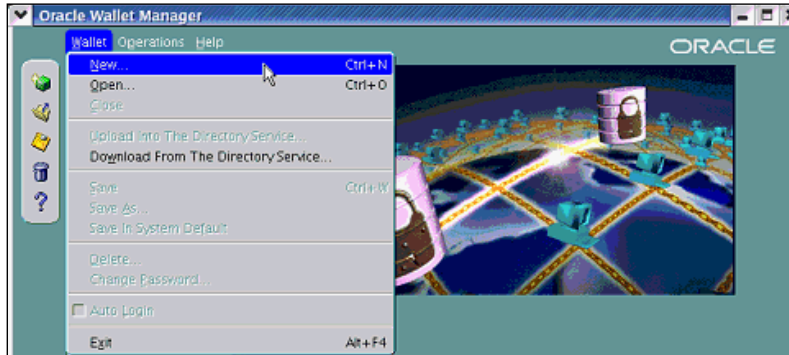 Oracle Wallet Manager
Wallet Operations Help
ORACLE
New... Ctrl+N
Open... Ctrl+O
Close
Upload Into The Directory Service...
Download From The Directory Service...
Save Ctrl+W
Save As...
Save In System Default
Delete...
Change Password...
Auto Login
Exit Alt+F4
?